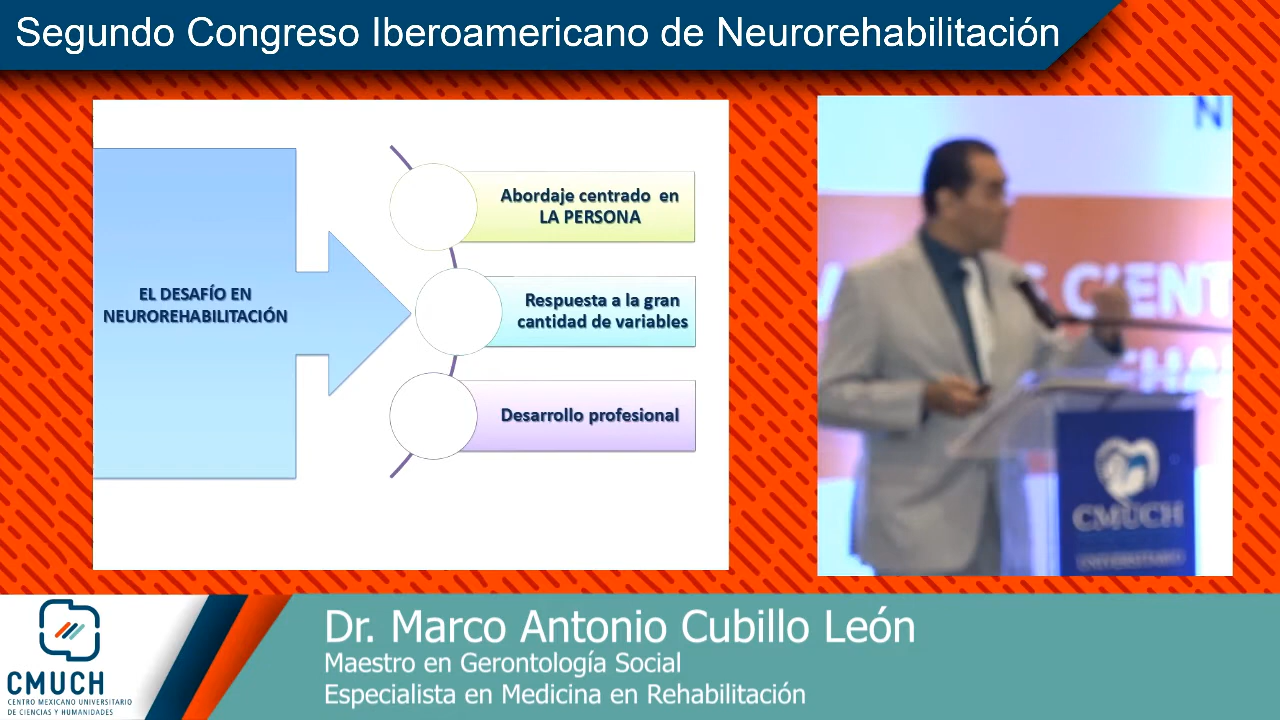 Segundo Congreso Iberoamericano de Neurorehabilitación
EL DESAFÍO EN
NEUROREHABILITACIÓN
Abordaje centrado en
LA PERSONA
Respuesta a la gran
cantidad de variables
Desarrollo profesional
CMUCH
UNIVERSITARIO
Dr. Marco Antonio Cubillo León
Maestro en Gerontología Social
Especialista en Medicina en Rehabilitación
CMUCH
CENTRO MEXICANO UNIVERSITARIO
DE CIENCIAS Y HUMANIDADES